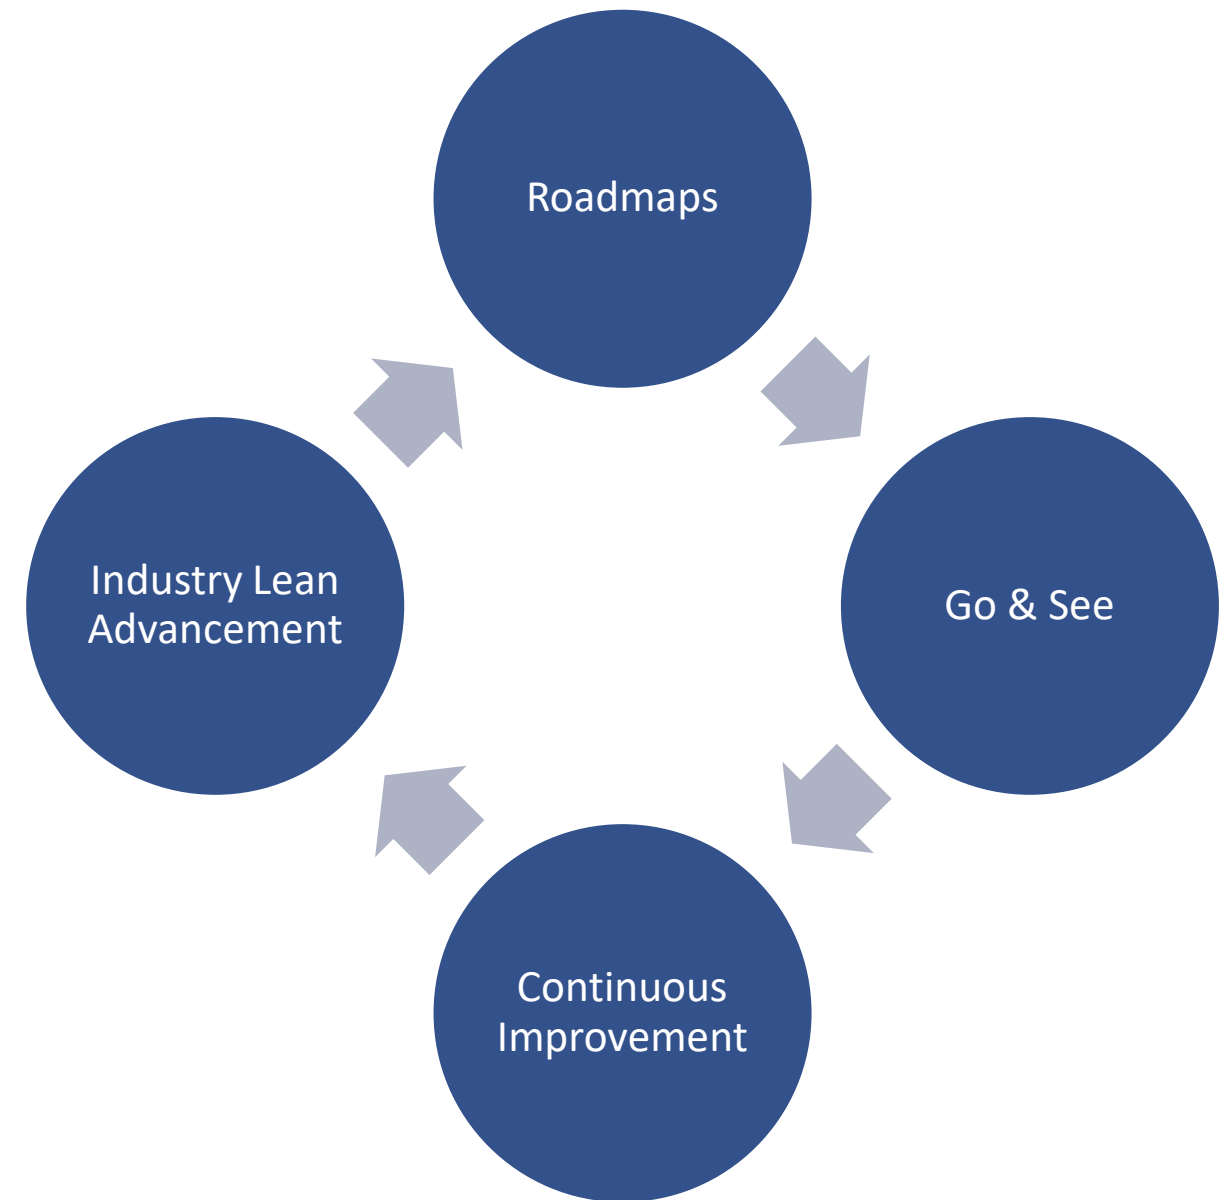 Roadmaps
Go & See
Continuous
Improvement
Industry Lean
Advancement